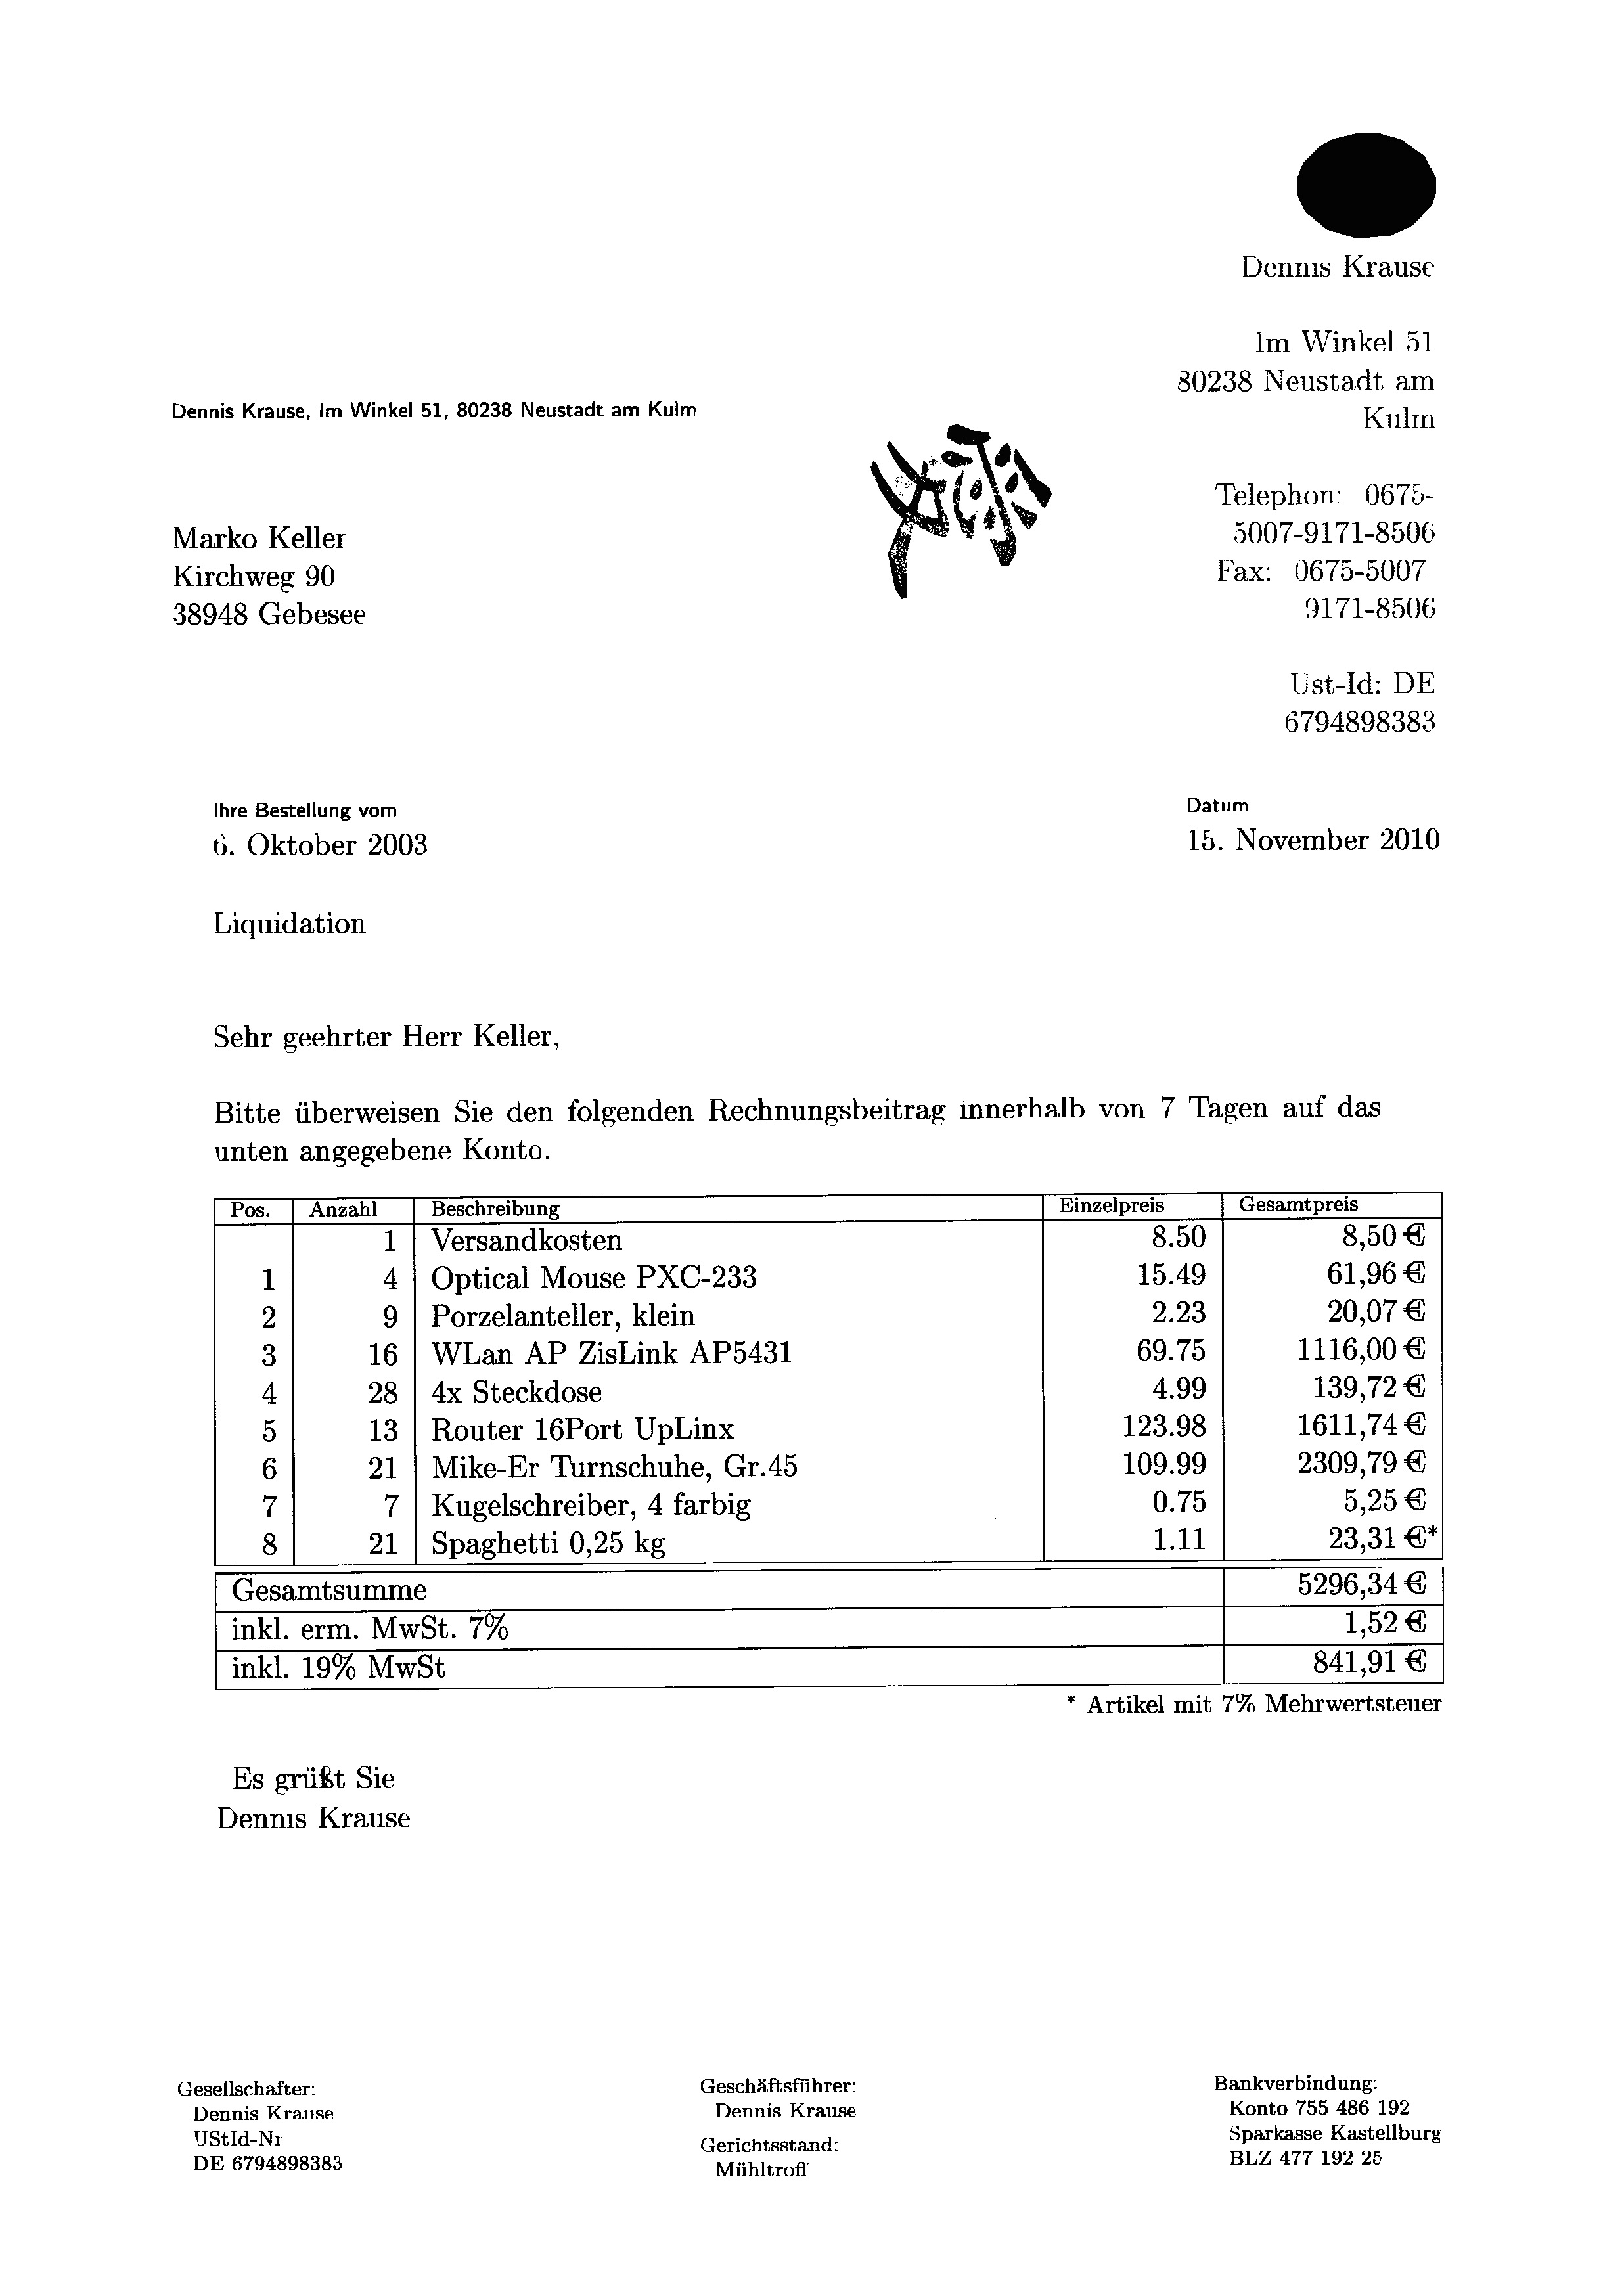 Dennis Krause
Im Winkel 51
80238 Neustadt am
Kulm
Dennis Krause, Im Winkel 51, 80238 Neustadt am Kulm
Telephon: 0675-
5007-9171-8506
Fax: 0675-5007-
9171-8506
Marko Keller
Kirchweg 90
38948 Gebesee
Ust-Id: DE
6794898383
Ihre Bestellung vom
6. Oktober 2003
Datum
15. November 2010
Liquidation
Sehr geehrter Herr Keller,
Bitte überweisen Sie den folgenden Rechnungsbeitrag innerhalb von 7 Tagen auf das
unten angegebene Konto.
Pos. Anzahl Beschreibung Einzelpreis Gesamtpreis
1 Versandkosten 8.50 8,50 €
1 4 Optical Mouse PXC-233 15.49 61,96 €
2 9 Porzelanteller, klein 2.23 20,07 €
3 16 WLan AP ZisLink AP5431 69.75 1116,00 €
4 28 4x Steckdose 4.99 139,72 €
5 13 Router 16Port UpLinx 123.98 1611,74 €
6 21 Mike-Er Turnschuhe, Gr.45 109.99 2309,79 €
7 7 Kugelschreiber, 4 farbig 0.75 5,25 €
8 21 Spaghetti 0,25 kg 1.11 23,31 €*
Gesamtsumme 5296,34 €
inkl. erm. MwSt. 7% 1,52 €
inkl. 19% MwSt 841,91 €
* Artikel mit 7% Mehrwertsteuer
Es grüßt Sie
Dennis Krause
Gesellschafter:
Dennis Krause
UStId-Nr
DE 6794898383
Geschäftsführer:
Dennis Krause
Gerichtsstand:
Mühltroff
Bankverbindung:
Konto 755 486 192
Sparkasse Kastellburg
BLZ 477 192 25